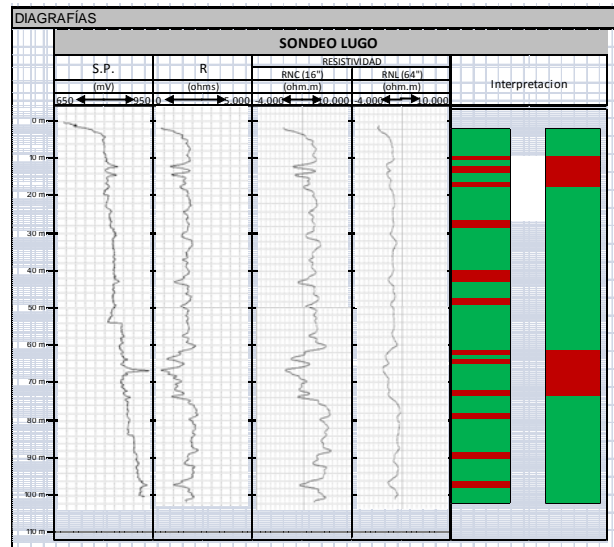 DIAGRAFÍAS
SONDEO LUGO
S.P.
R
RESISTIVIDAD
RNC (16")
RNL (64")
Interpretacion
(mV)
(ohms)
(ohm.m)
(ohm.m)
650 950
0 5.000
-4.000 10.000
-4.000 10.000
0 m
10 m
20 m
30 m
40 m
50 m
60 m
70 m
80 m
90 m
100 m
110 m